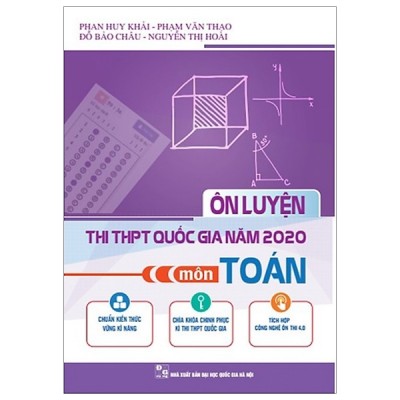 PHAN HUY KHẢI - PHẠM VĂN THẠO
ĐỖ BẢO CHÂU - NGUYỄN THỊ HOÀI
y
x
B
30°
A
C
ÔN LUYỆN
THI THPT QUỐC GIA NĂM 2020
môn TOÁN
CHUẨN KIẾN THỨC
VỮNG KĨ NĂNG
CHÌA KHÓA CHINH PHỤC
KÌ THI THPT QUỐC GIA
TÍCH HỢP
CÔNG NGHỆ ÔN THI 4.0
NHÀ XUẤT BẢN ĐẠI HỌC QUỐC GIA HÀ NỘI